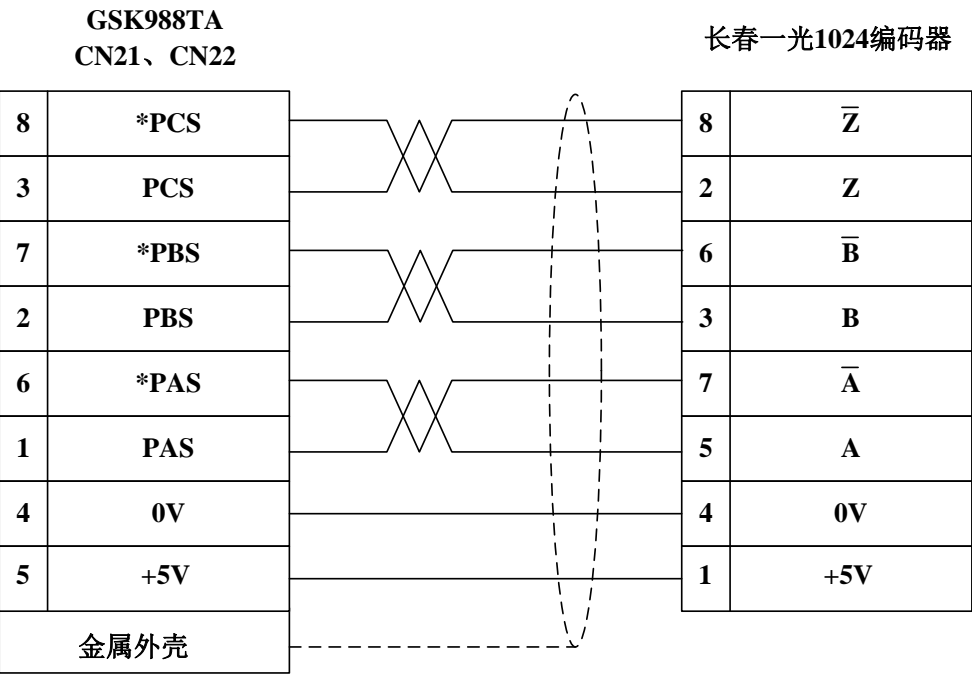 GSK988TA
CN21、CN22
长春一光1024编码器
8 *PCS 8 Z̅
3 PCS 2 Z
7 *PBS 6 B̅
2 PBS 3 B
6 *PAS 7 A̅
1 PAS 5 A
4 0V 4 0V
5 +5V 1 +5V
金属外壳